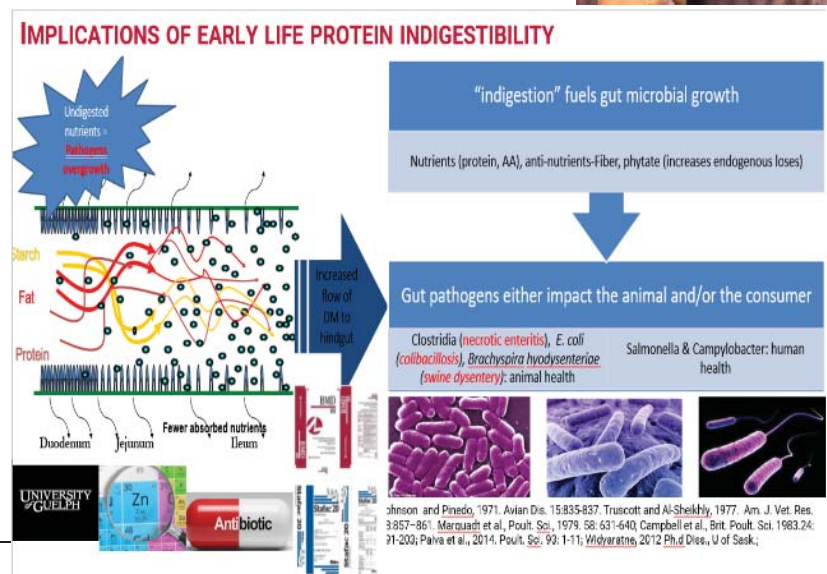 IMPLICATIONS OF EARLY LIFE PROTEIN INDIGESTIBILITY
Undigested
nutrients =
Pathogens
overgrowth
Starch
Fat
Protein
Duodenum
Jejunum
Ileum
Fewer absorbed nutrients
Increased
flow of
DM to
hindgut
"indigestion" fuels gut microbial growth
Nutrients (protein, AA), anti-nutrients-Fiber, phytate (increases endogenous loses)
Gut pathogens either impact the animal and/or the consumer
Clostridia (necrotic enteritis), E. coli
(colibacillosis), Brachyspira hyodysenteriae
(swine dysentery): animal health
Salmonella & Campylobacter: human
health
UNIVERSITY
OF GUELPH
Zn
Antibiotic
BMD
Stafac 20
Stafac 20
ohnson and Pinedo, 1971. Avian Dis. 15:835-837. Truscott and Al-Sheikhly, 1977. Am. J. Vet. Res.
8:857–861. Marquadt et al., Poult. Sci., 1979. 58: 631-640; Campbell et al., Brit. Poult. Sci. 1983.24:
91-203; Paiva et al., 2014. Poult. Sci. 93: 1-11; Widyaratne, 2012 Ph.d Diss., U of Sask.;